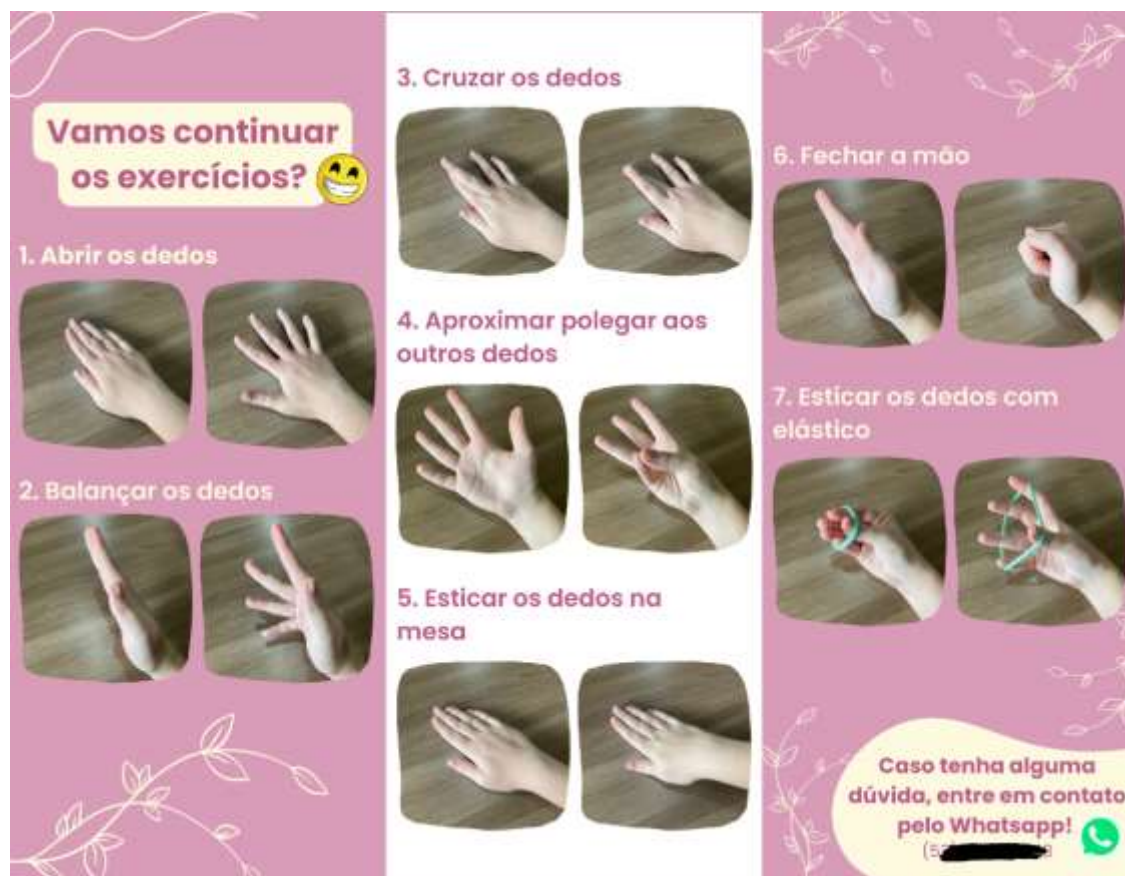 Vamos continuar
os exercícios?
1. Abrir os dedos
2. Balançar os dedos
3. Cruzar os dedos
4. Aproximar polegar aos
outros dedos
5. Esticar os dedos na
mesa
6. Fechar a mão
7. Esticar os dedos com
elástico
Caso tenha alguma
dúvida, entre em contato
pelo Whatsapp!